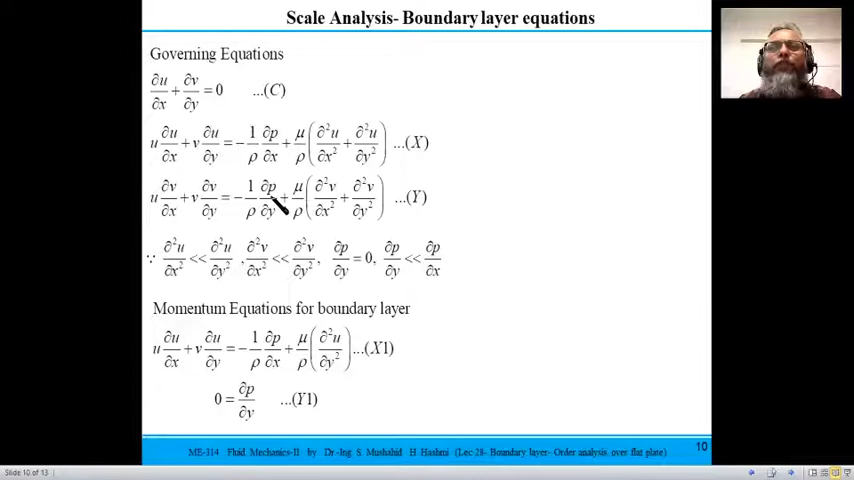 Scale Analysis- Boundary layer equations
Governing Equations
∂u/∂x + ∂v/∂y = 0 ...(C)
u ∂u/∂x + v ∂u/∂y = − 1/ρ ∂p/∂x + μ/ρ (∂²u/∂x² + ∂²u/∂y²) ...(X)
u ∂v/∂x + v ∂v/∂y = − 1/ρ ∂p/∂y + μ/ρ (∂²v/∂x² + ∂²v/∂y²) ...(Y)
∵ ∂²u/∂x² << ∂²u/∂y² , ∂²v/∂x² << ∂²v/∂y², ∂p/∂y = 0, ∂p/∂y << ∂p/∂x
Momentum Equations for boundary layer
u ∂u/∂x + v ∂u/∂y = − 1/ρ ∂p/∂x + μ/ρ (∂²u/∂y²) ...(X1)
0 = ∂p/∂y ...(Y1)
ME-314 Fluid Mechanics-II by Dr.-Ing S. Mushahid H Hashmi (Lec-28- Boundary layer- Order analysis over flat plate) 10
Slide 10 of 13